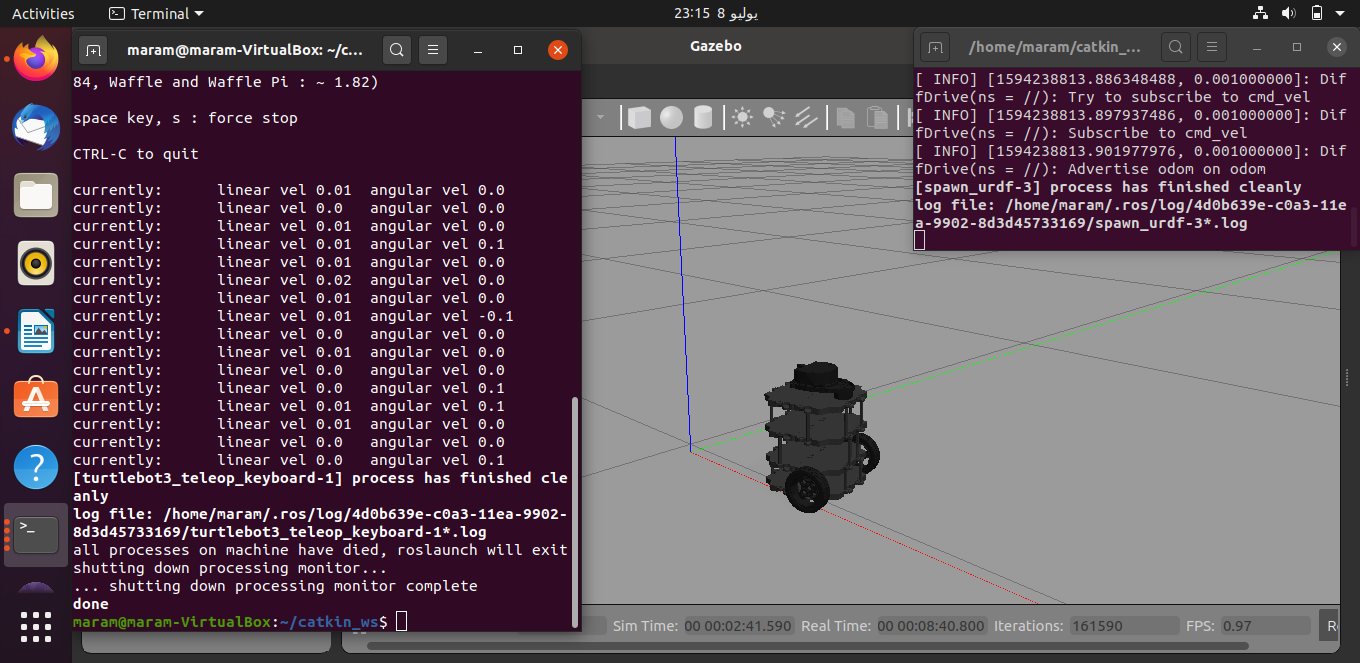 Activities
Terminal
23:15 8 يوليو
maram@maram-VirtualBox: ~/c...
Gazebo
/home/maram/catkin_...
84, Waffle and Waffle Pi : ~ 1.82)
space key, s : force stop
CTRL-C to quit
currently: linear vel 0.01 angular vel 0.0
currently: linear vel 0.0 angular vel 0.0
currently: linear vel 0.01 angular vel 0.0
currently: linear vel 0.01 angular vel 0.1
currently: linear vel 0.01 angular vel 0.0
currently: linear vel 0.02 angular vel 0.0
currently: linear vel 0.01 angular vel 0.0
currently: linear vel 0.01 angular vel -0.1
currently: linear vel 0.0 angular vel 0.0
currently: linear vel 0.01 angular vel 0.0
currently: linear vel 0.0 angular vel 0.0
currently: linear vel 0.0 angular vel 0.1
currently: linear vel 0.01 angular vel 0.1
currently: linear vel 0.01 angular vel 0.0
currently: linear vel 0.0 angular vel 0.0
currently: linear vel 0.0 angular vel 0.1
[turtlebot3_teleop_keyboard-1] process has finished cle
anly
log file: /home/maram/.ros/log/4d0b639e-c0a3-11ea-9902-
8d3d45733169/turtlebot3_teleop_keyboard-1*.log
all processes on machine have died, roslaunch will exit
shutting down processing monitor...
... shutting down processing monitor complete
done
maram@maram-VirtualBox:~/catkin_ws$
[ INFO] [1594238813.886348488, 0.001000000]: Dif
fDrive(ns = //): Try to subscribe to cmd_vel
[ INFO] [1594238813.897937486, 0.001000000]: Dif
fDrive(ns = //): Subscribe to cmd_vel
[ INFO] [1594238813.901977976, 0.001000000]: Dif
fDrive(ns = //): Advertise odom on odom
[spawn_urdf-3] process has finished cleanly
log file: /home/maram/.ros/log/4d0b639e-c0a3-11e
a-9902-8d3d45733169/spawn_urdf-3*.log
Sim Time: 00 00:02:41.590 Real Time: 00 00:08:40.800 Iterations: 161590 FPS: 0.97